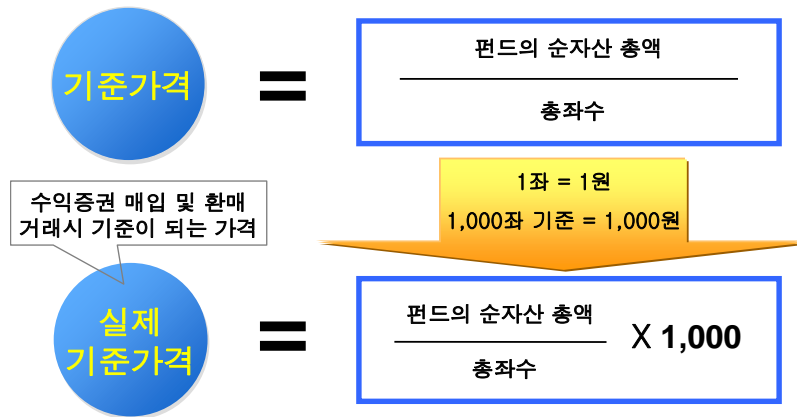 기준가격
=
펀드의 순자산 총액
총좌수
1좌 = 1원
1,000좌 기준 = 1,000원
수익증권 매입 및 환매
거래시 기준이 되는 가격
실제
기준가격
=
펀드의 순자산 총액
총좌수
X 1,000